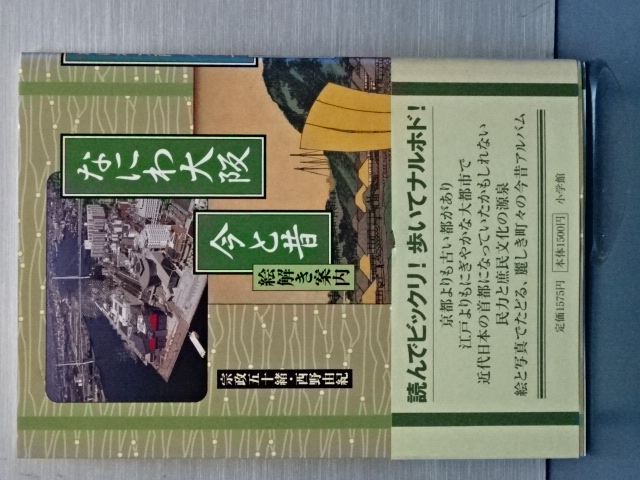 なにわ大阪
今と昔
絵解き案内
宗政五十緒・西野由紀
読んでビックリ！歩いてナルホド！
京都よりも古い都があり
江戸よりもにぎやかな大都市で
近代日本の首都になっていたかもしれない
民力と庶民文化の源泉
絵と写真でたどる、麗しき町々の今昔アルバム
定価1575円 本体1500円 小学館